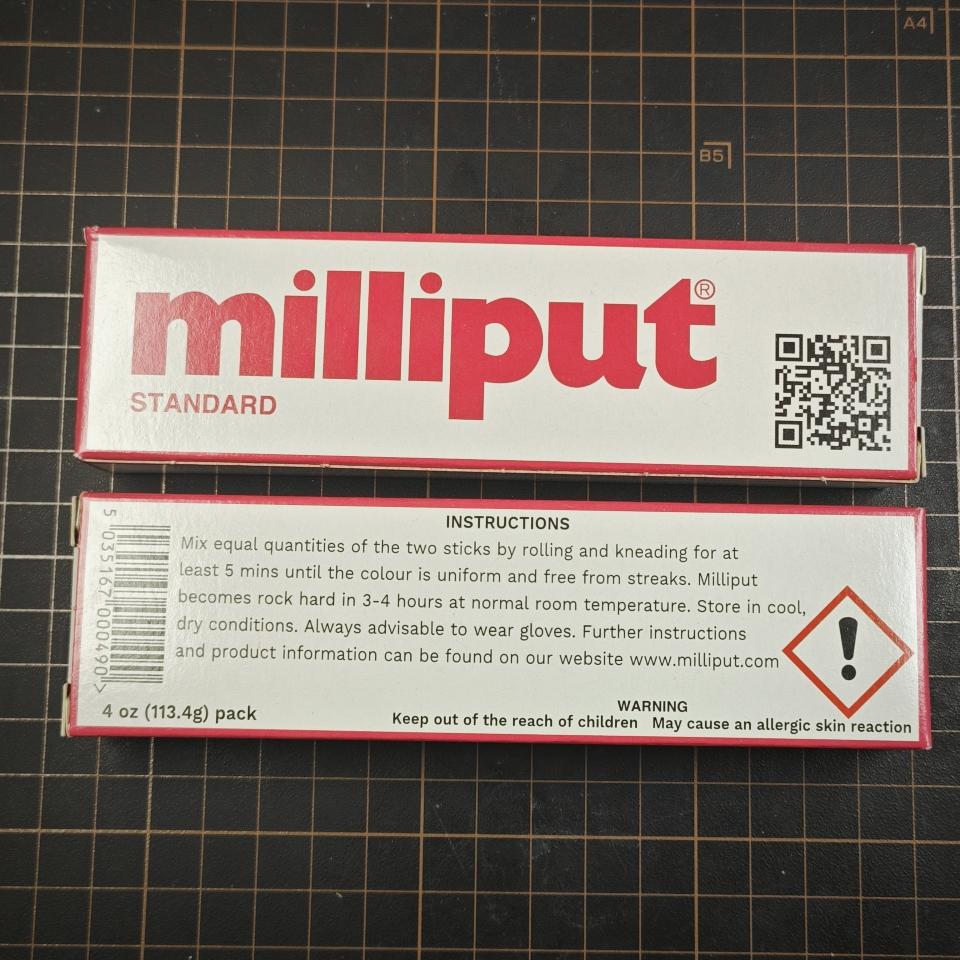 A4
B5
milliput®
STANDARD
INSTRUCTIONS
Mix equal quantities of the two sticks by rolling and kneading for at
least 5 mins until the colour is uniform and free from streaks. Milliput
becomes rock hard in 3-4 hours at normal room temperature. Store in cool,
dry conditions. Always advisable to wear gloves. Further instructions
and product information can be found on our website www.milliput.com
5 035167 000490 >
4 oz (113.4g) pack
WARNING
Keep out of the reach of children May cause an allergic skin reaction